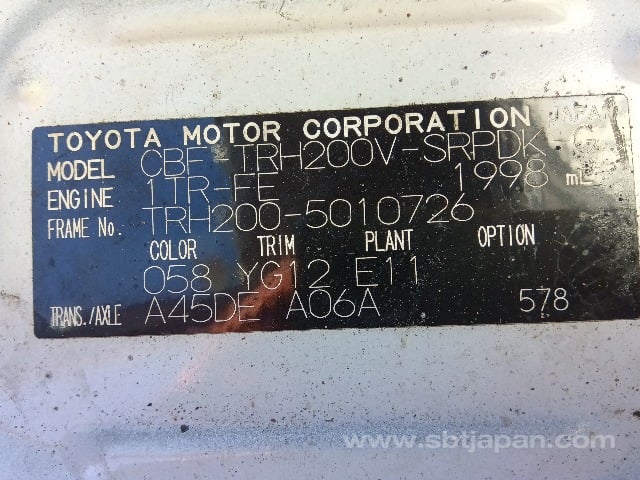 JAPAN
TOYOTA MOTOR CORPORATION
MODEL CBF-TRH200V-SRPDK
ENGINE 1TR-FE 1998 mL
FRAME No. TRH200-5010726
COLOR TRIM PLANT OPTION
058 YG12 E11
TRANS./AXLE A45DE A06A 578
www.sbtjapan.com